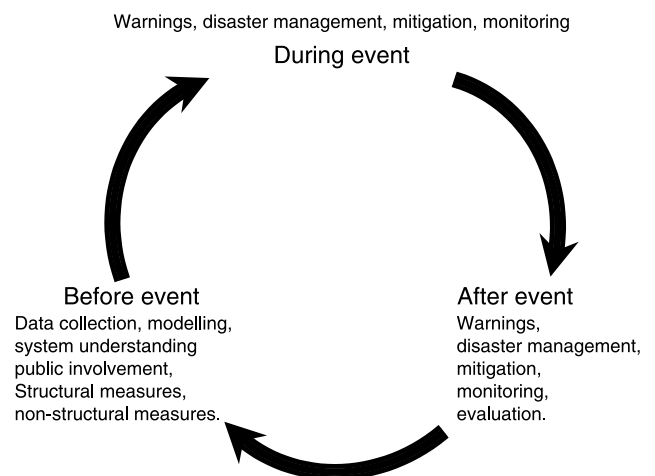 Warnings, disaster management, mitigation, monitoring
During event
Before event
Data collection, modelling,
system understanding
public involvement,
Structural measures,
non-structural measures.
After event
Warnings,
disaster management,
mitigation,
monitoring,
evaluation.